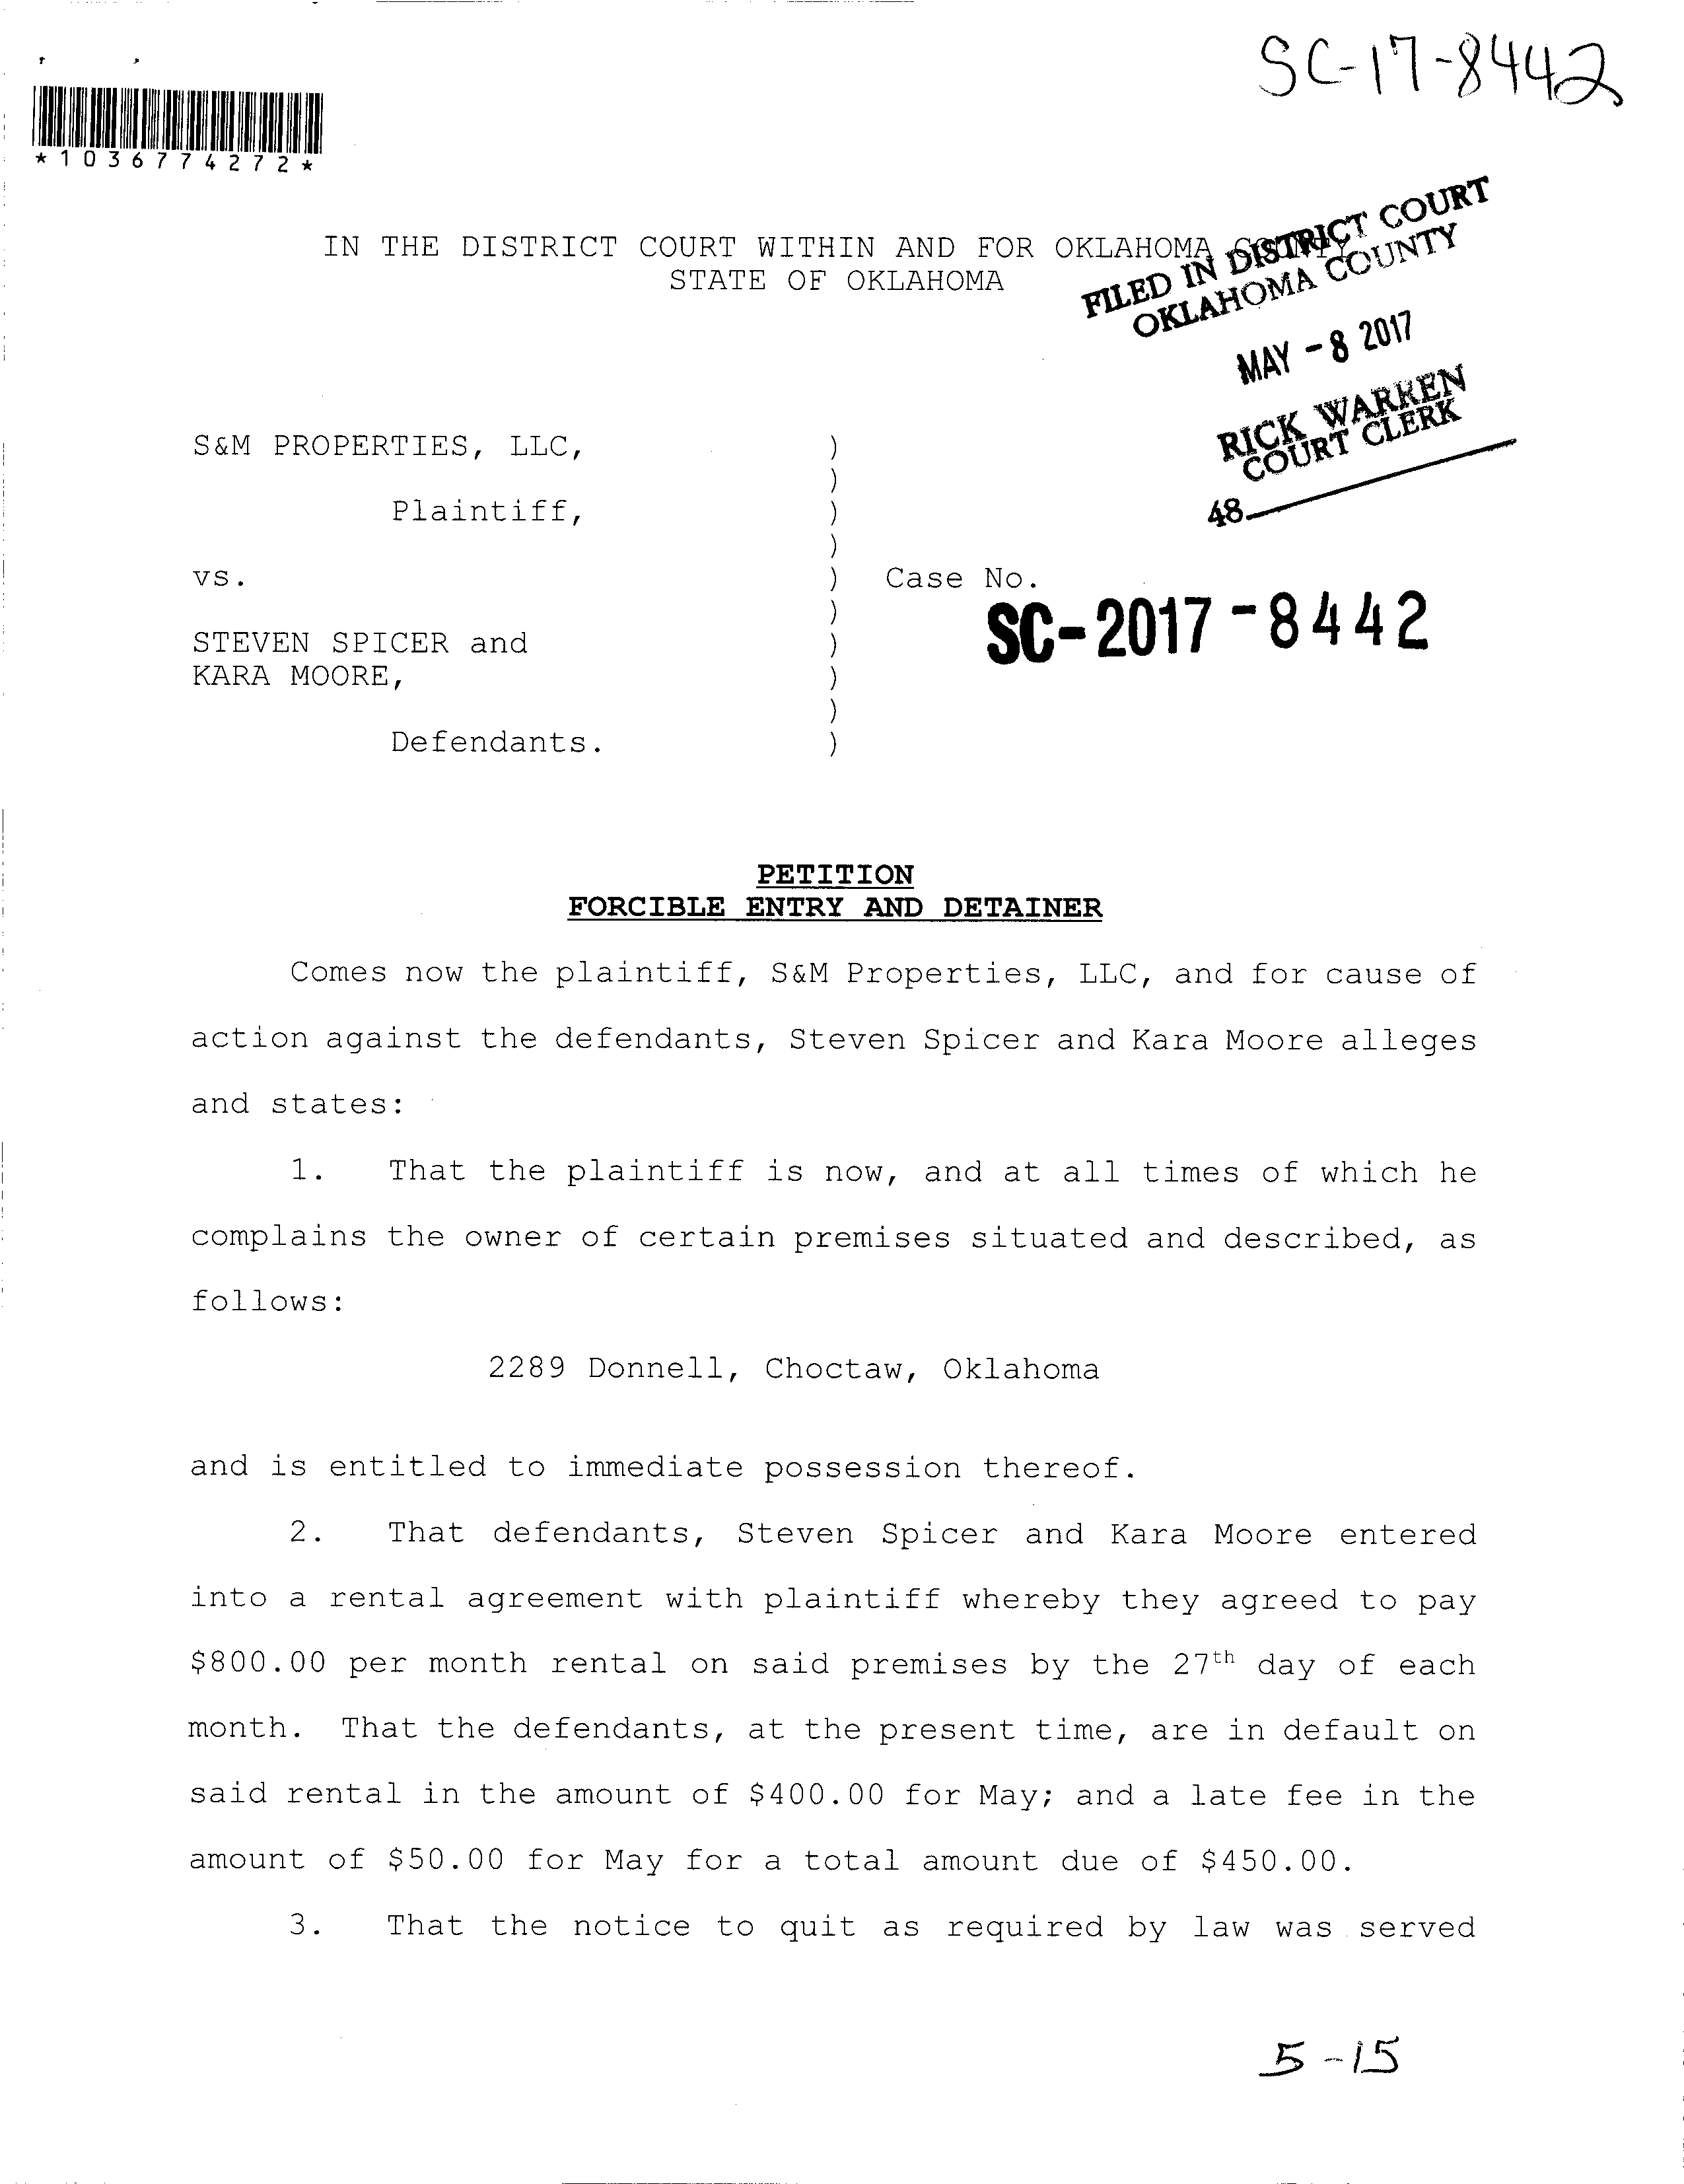 SC-17-8442
*1036774272*
IN THE DISTRICT COURT WITHIN AND FOR OKLAHOMA COUNTY
STATE OF OKLAHOMA
FILED IN DISTRICT COURT
OKLAHOMA COUNTY
MAY -8 2017
RICK WARREN
COURT CLERK
48
S&M PROPERTIES, LLC, )
)
Plaintiff, )
)
vs. ) Case No.
)
SC-2017-8442
STEVEN SPICER and )
KARA MOORE, )
)
Defendants. )
PETITION
FORCIBLE ENTRY AND DETAINER
Comes now the plaintiff, S&M Properties, LLC, and for cause of
action against the defendants, Steven Spicer and Kara Moore alleges
and states:
1. That the plaintiff is now, and at all times of which he
complains the owner of certain premises situated and described, as
follows:
2289 Donnell, Choctaw, Oklahoma
and is entitled to immediate possession thereof.
2. That defendants, Steven Spicer and Kara Moore entered
into a rental agreement with plaintiff whereby they agreed to pay
$800.00 per month rental on said premises by the 27th day of each
month. That the defendants, at the present time, are in default on
said rental in the amount of $400.00 for May; and a late fee in the
amount of $50.00 for May for a total amount due of $450.00.
3. That the notice to quit as required by law was served
5-15